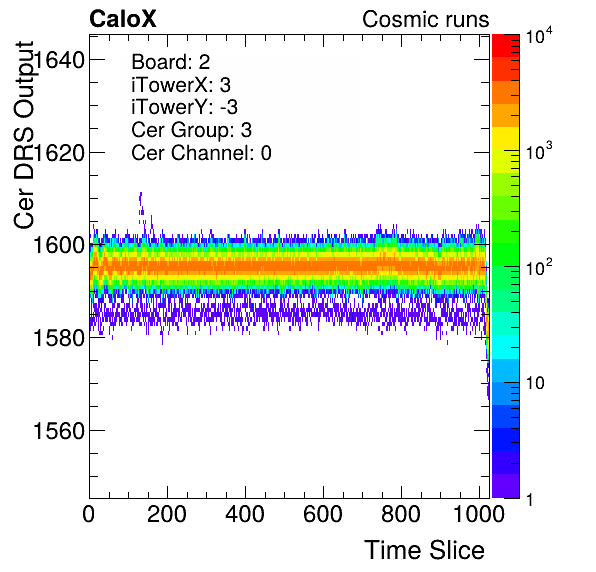 CaloX Cosmic runs
Board: 2
iTowerX: 3
iTowerY: -3
Cer Group: 3
Cer Channel: 0
Cer DRS Output
1640
1620
1600
1580
1560
0 200 400 600 800 1000
Time Slice
10^4
10^3
10^2
10
1